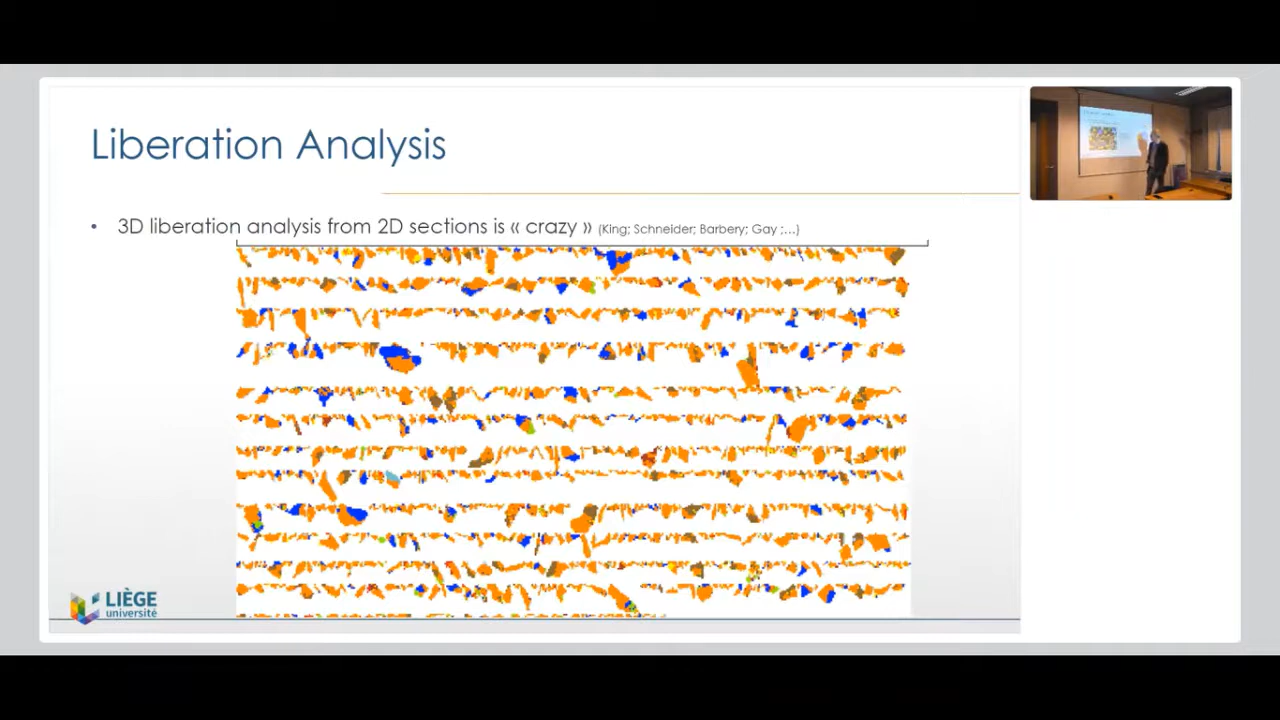 Liberation Analysis
• 3D liberation analysis from 2D sections is « crazy » (King; Schneider; Barbery; Gay ;...)
LIÈGE
université